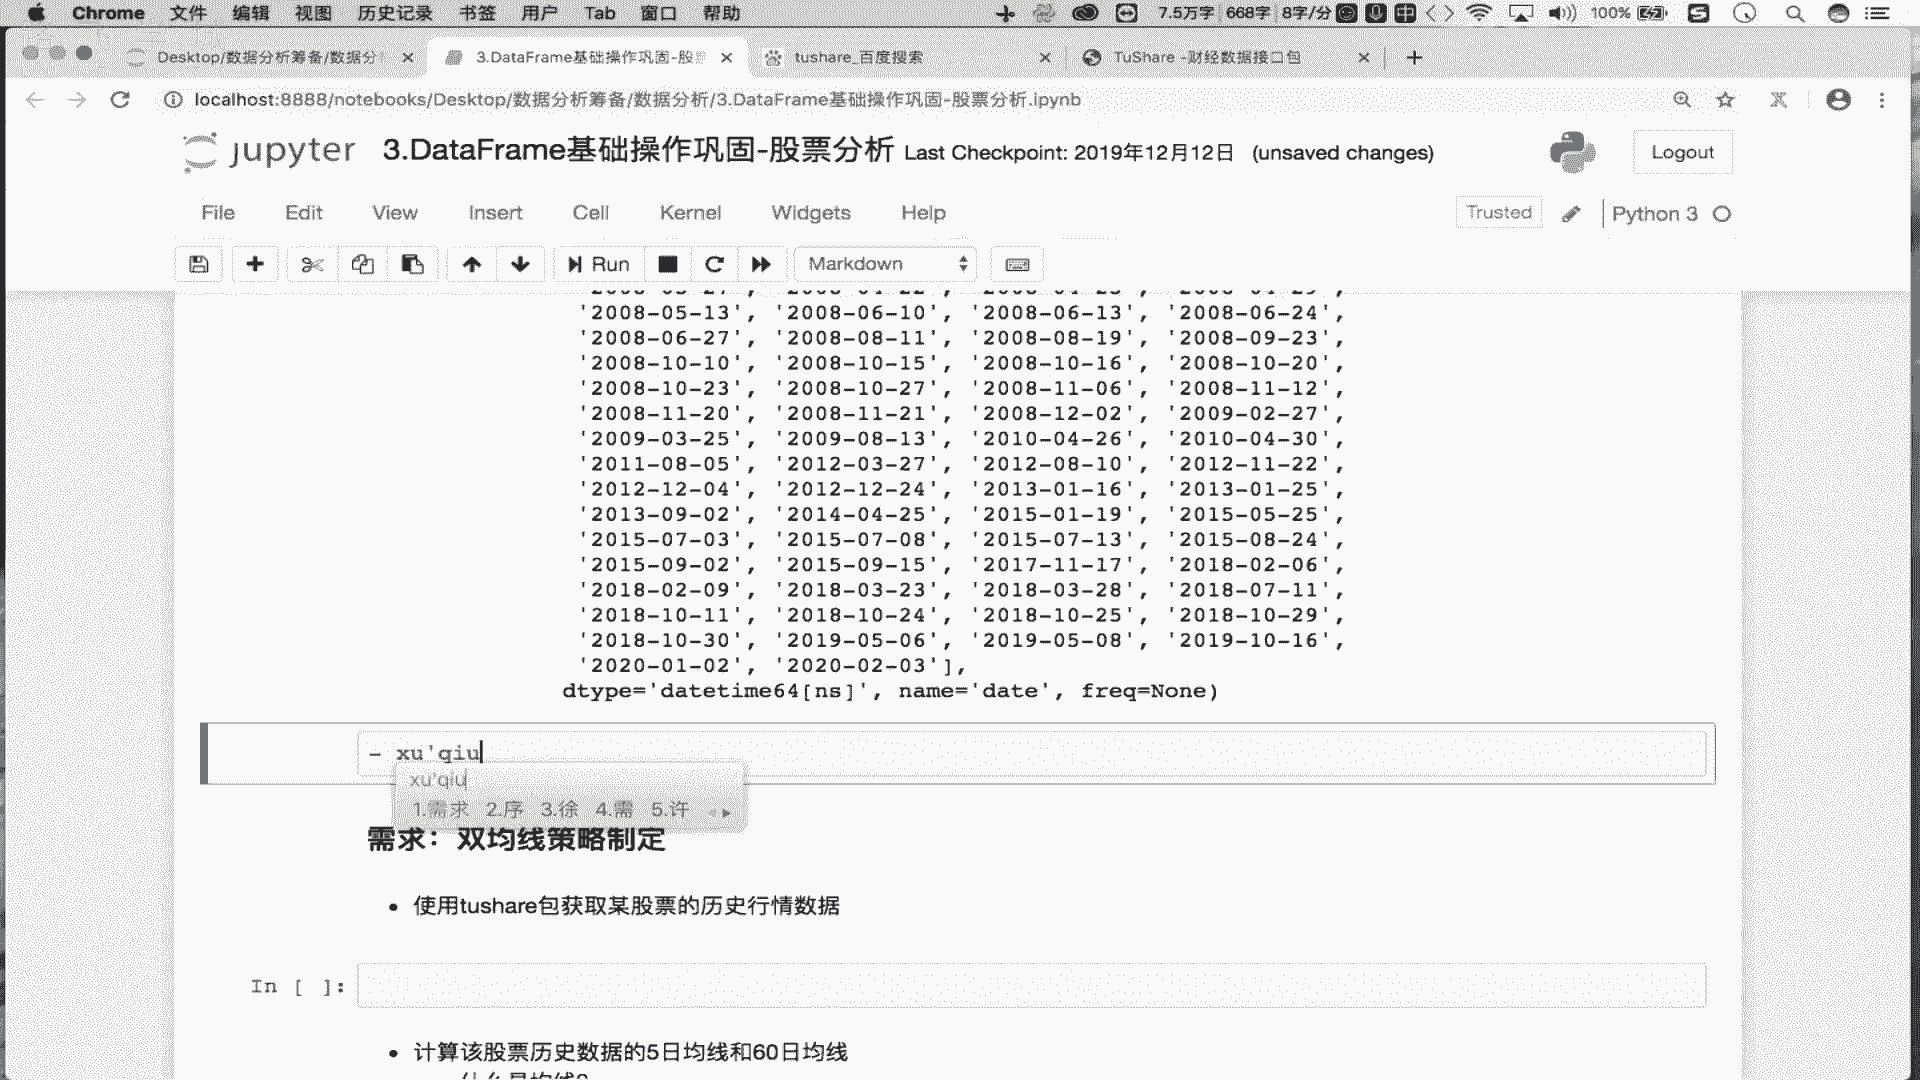 Chrome 文件 编辑 视图 历史记录 书签 用户 Tab 窗口 帮助 7.5万字 668字 8字/分 中 100%
Desktop/数据分析筹备/数据分 3.DataFrame基础操作巩固-股 tushare_百度搜索 TuShare -财经数据接口包
localhost:8888/notebooks/Desktop/数据分析筹备/数据分析/3.DataFrame基础操作巩固-股票分析.ipynb
jupyter 3.DataFrame基础操作巩固-股票分析 Last Checkpoint: 2019年12月12日 (unsaved changes) Logout
File Edit View Insert Cell Kernel Widgets Help Trusted Python 3
Run Markdown
'2008-05-13', '2008-06-10', '2008-06-13', '2008-06-24',
'2008-06-27', '2008-08-11', '2008-08-19', '2008-09-23',
'2008-10-10', '2008-10-15', '2008-10-16', '2008-10-20',
'2008-10-23', '2008-10-27', '2008-11-06', '2008-11-12',
'2008-11-20', '2008-11-21', '2008-12-02', '2009-02-27',
'2009-03-25', '2009-08-13', '2010-04-26', '2010-04-30',
'2011-08-05', '2012-03-27', '2012-08-10', '2012-11-22',
'2012-12-04', '2012-12-24', '2013-01-16', '2013-01-25',
'2013-09-02', '2014-04-25', '2015-01-19', '2015-05-25',
'2015-07-03', '2015-07-08', '2015-07-13', '2015-08-24',
'2015-09-02', '2015-09-15', '2017-11-17', '2018-02-06',
'2018-02-09', '2018-03-23', '2018-03-28', '2018-07-11',
'2018-10-11', '2018-10-24', '2018-10-25', '2018-10-29',
'2018-10-30', '2019-05-06', '2019-05-08', '2019-10-16',
'2020-01-02', '2020-02-03'],
dtype='datetime64[ns]', name='date', freq=None)
- xu'qiu
xu'qiu
1.需求 2.序 3.徐 4.需 5.许
需求：双均线策略制定
• 使用tushare包获取某股票的历史行情数据
In [ ]:
• 计算该股票历史数据的5日均线和60日均线